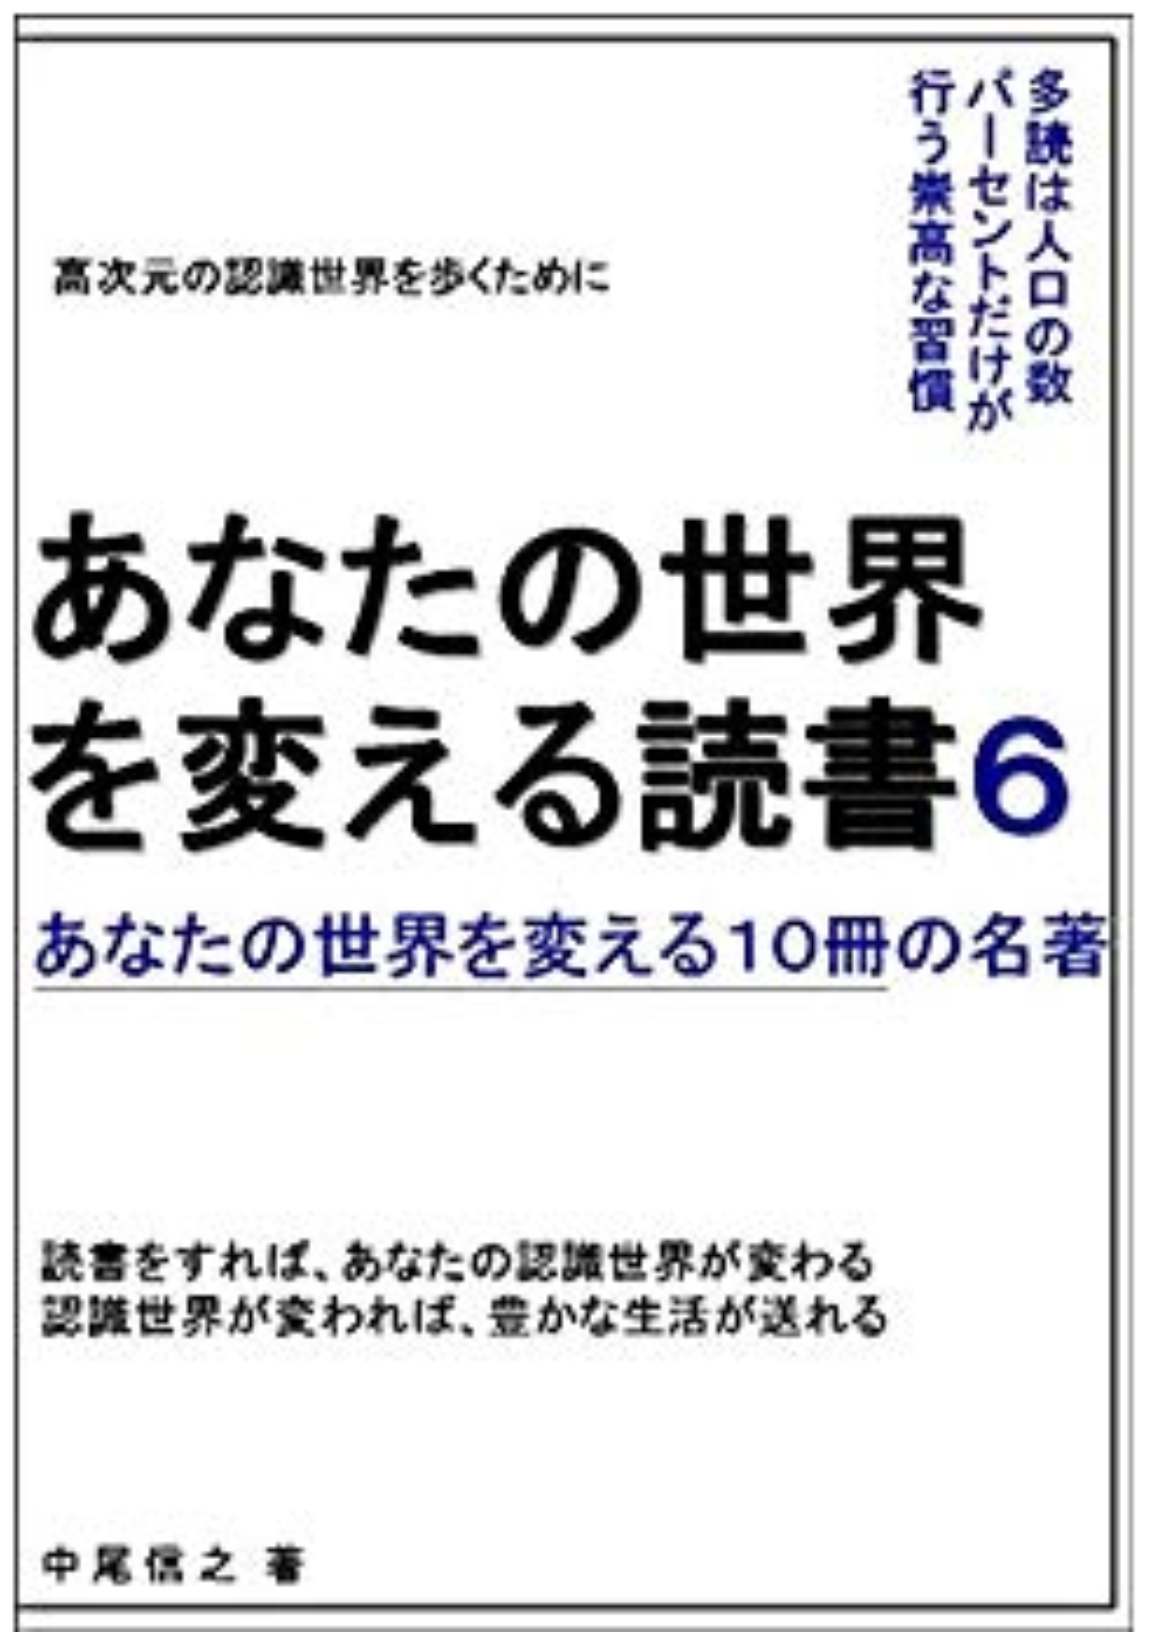 多読は人口の数
パーセントだけが
行う崇高な習慣
高次元の認識世界を歩くために
あなたの世界
を変える読書6
あなたの世界を変える10冊の名著
読書をすれば、あなたの認識世界が変わる
認識世界が変われば、豊かな生活が送れる
中尾信之 著